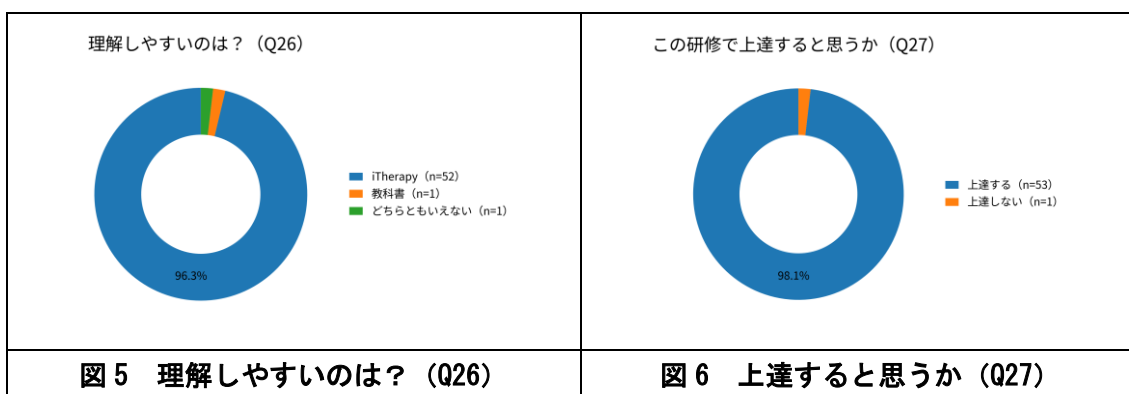 理解しやすいのは？（Q26）
iTherapy（n=52）
教科書（n=1）
どちらともいえない（n=1）
96.3%
図5　理解しやすいのは？（Q26）
この研修で上達すると思うか（Q27）
上達する（n=53）
上達しない（n=1）
98.1%
図6　上達すると思うか（Q27）